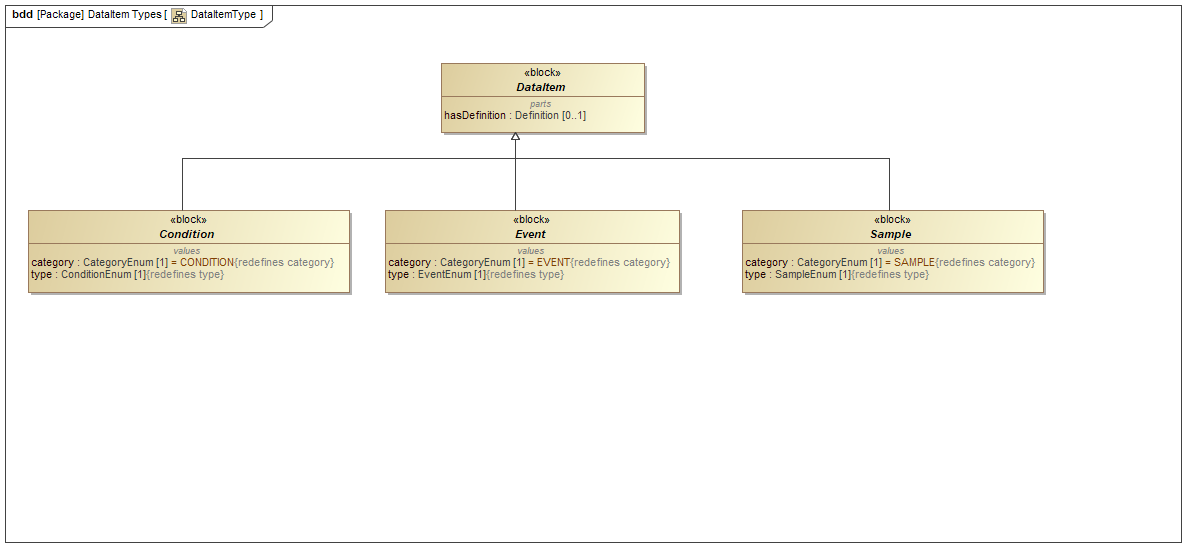 bdd [Package] DataItem Types [ DataItemType ]
«block»
DataItem
parts
hasDefinition : Definition [0..1]
«block»
Condition
values
category : CategoryEnum [1] = CONDITION{redefines category}
type : ConditionEnum [1]{redefines type}
«block»
Event
values
category : CategoryEnum [1] = EVENT{redefines category}
type : EventEnum [1]{redefines type}
«block»
Sample
values
category : CategoryEnum [1] = SAMPLE{redefines category}
type : SampleEnum [1]{redefines type}